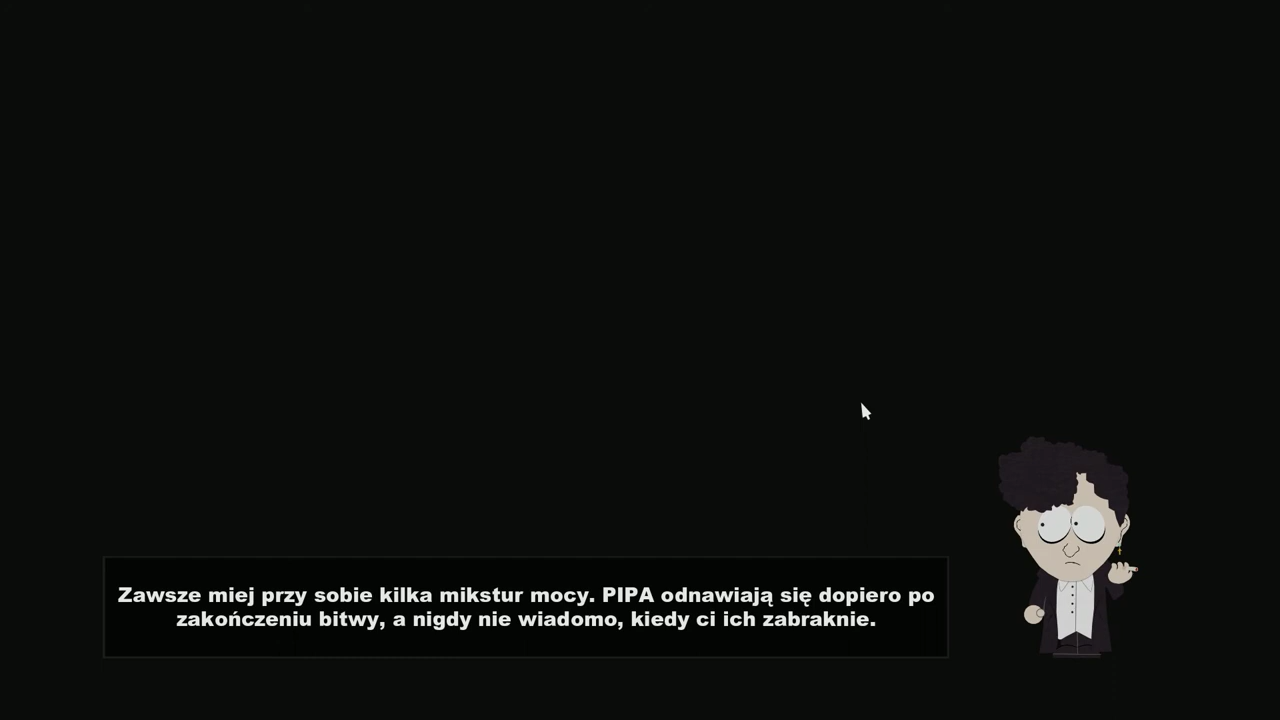 Zawsze miej przy sobie kilka mikstur mocy. PIPA odnawiają się dopiero po
zakończeniu bitwy, a nigdy nie wiadomo, kiedy ci ich zabraknie.